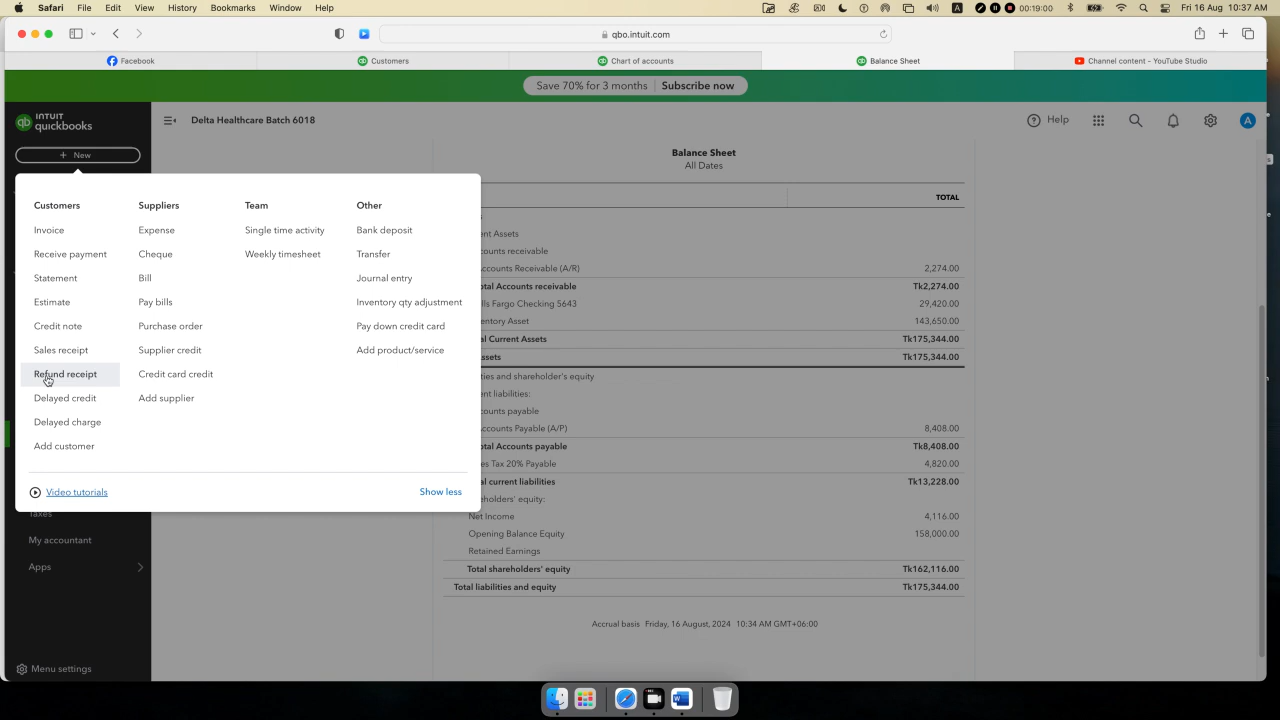 Safari File Edit View History Bookmarks Window Help A 00:19:00 Fri 16 Aug 10:37 AM
qbo.intuit.com
Facebook Customers Chart of accounts Balance Sheet Channel content – YouTube Studio
Save 70% for 3 months Subscribe now
INTUIT
quickbooks
Delta Healthcare Batch 6018
Help
A
+ New
Customers
Invoice
Receive payment
Statement
Estimate
Credit note
Sales receipt
Refund receipt
Delayed credit
Delayed charge
Add customer
Suppliers
Expense
Cheque
Bill
Pay bills
Purchase order
Supplier credit
Credit card credit
Add supplier
Team
Single time activity
Weekly timesheet
Other
Bank deposit
Transfer
Journal entry
Inventory qty adjustment
Pay down credit card
Add product/service
Video tutorials
Show less
Taxes
My accountant
Apps
Menu settings
Balance Sheet
All Dates
TOTAL
ent Assets
counts receivable
Accounts Receivable (A/R) 2,274.00
tal Accounts receivable Tk2,274.00
lls Fargo Checking 5643 29,420.00
entory Asset 143,650.00
al Current Assets Tk175,344.00
ssets Tk175,344.00
ties and shareholder's equity
ent liabilities:
counts payable
Accounts Payable (A/P) 8,408.00
tal Accounts payable Tk8,408.00
es Tax 20% Payable 4,820.00
al current liabilities Tk13,228.00
eholders' equity:
Net Income 4,116.00
Opening Balance Equity 158,000.00
Retained Earnings
Total shareholders' equity Tk162,116.00
Total liabilities and equity Tk175,344.00
Accrual basis Friday, 16 August, 2024 10:34 AM GMT+06:00